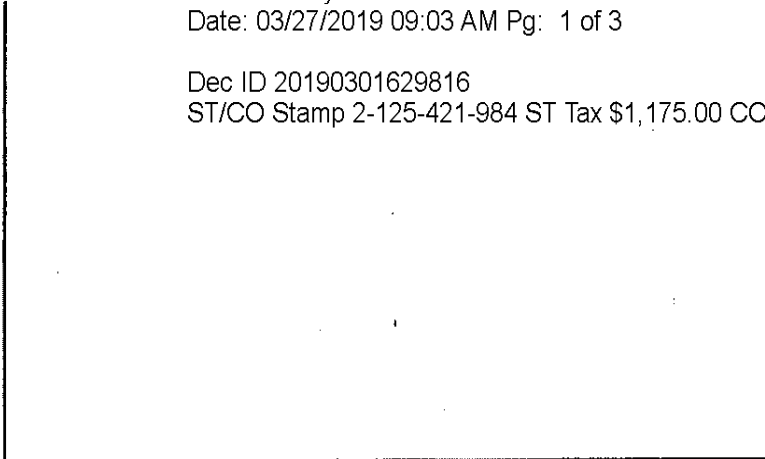 Date: 03/27/2019 09:03 AM Pg: 1 of 3
Dec ID 20190301629816
ST/CO Stamp 2-125-421-984 ST Tax $1,175.00 CO